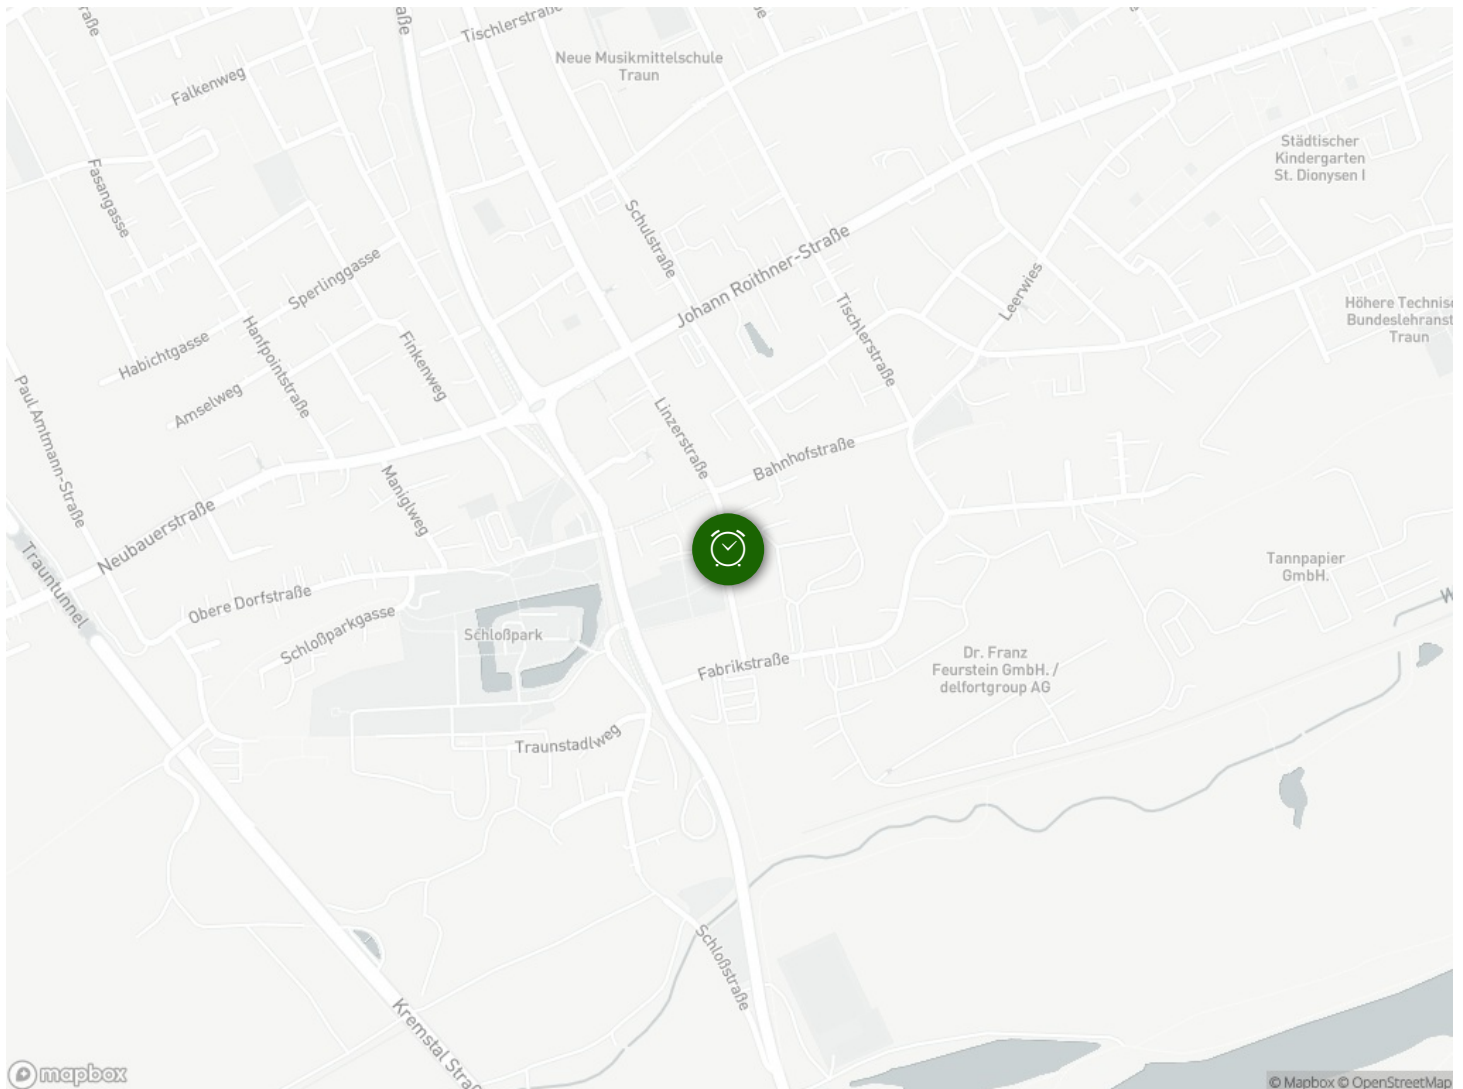 raße
Tischlerstraße
ße
Neue Musikmittelschule
Traun
Falkenweg
Fasangasse
Städtischer
Kindergarten
St. Dionysen I
Schulstraße
Sperlinggasse
Johann Roithner-Straße
Leerwies
Tischlerstraße
Höhere Technis
Bundeslehranst
Traun
Habichtgasse
Hanfpointstraße
Finkenweg
Amselweg
Paul Amtmann-Straße
Linzerstraße
Bahnhofstraße
Maniglweg
Neubauerstraße
Trauntunnel
Tannpapier
GmbH.
W
Obere Dorfstraße
Schloßparkgasse
Schloßpark
Fabrikstraße
Dr. Franz
Feurstein GmbH. /
delfortgroup AG
Traunstadlweg
Schloßstraße
Kremstal Straß
mapbox
© Mapbox © OpenStreetMap